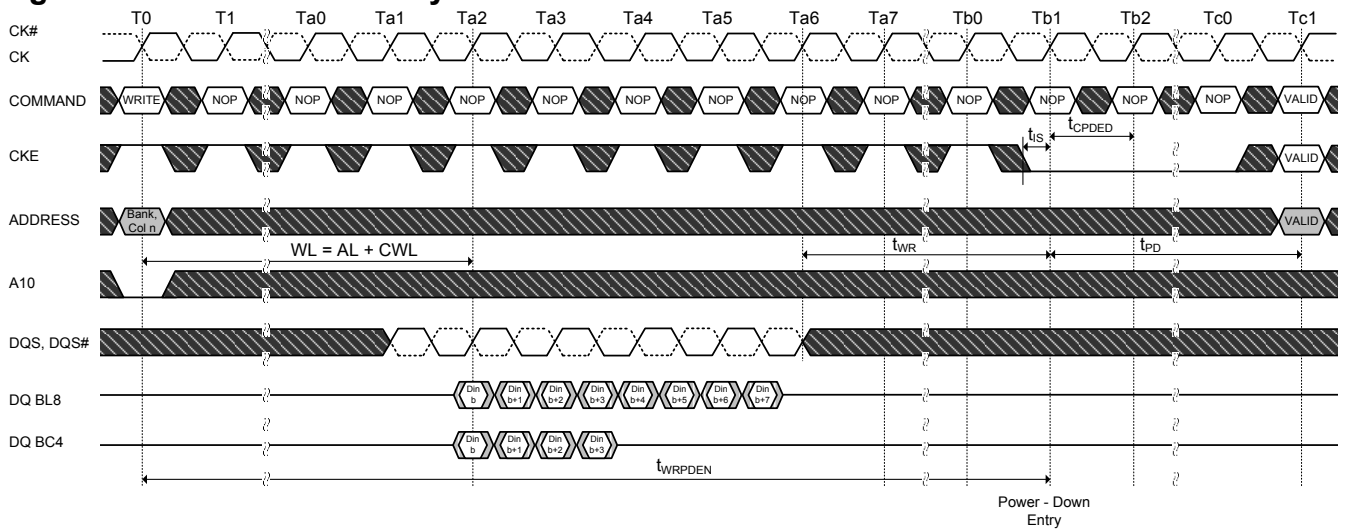 T0 T1 Ta0 Ta1 Ta2 Ta3 Ta4 Ta5 Ta6 Ta7 Tb0 Tb1 Tb2 Tc0 Tc1
CK#
CK
COMMAND WRITE NOP NOP NOP NOP NOP NOP NOP NOP NOP NOP NOP NOP NOP VALID
tIS tCPDED
CKE VALID
ADDRESS Bank, Col n VALID
WL = AL + CWL tWR tPD
A10
DQS, DQS#
DQ BL8 Din b Din b+1 Din b+2 Din b+3 Din b+4 Din b+5 Din b+6 Din b+7
DQ BC4 Din b Din b+1 Din b+2 Din b+3
tWRPDEN
Power - Down
Entry